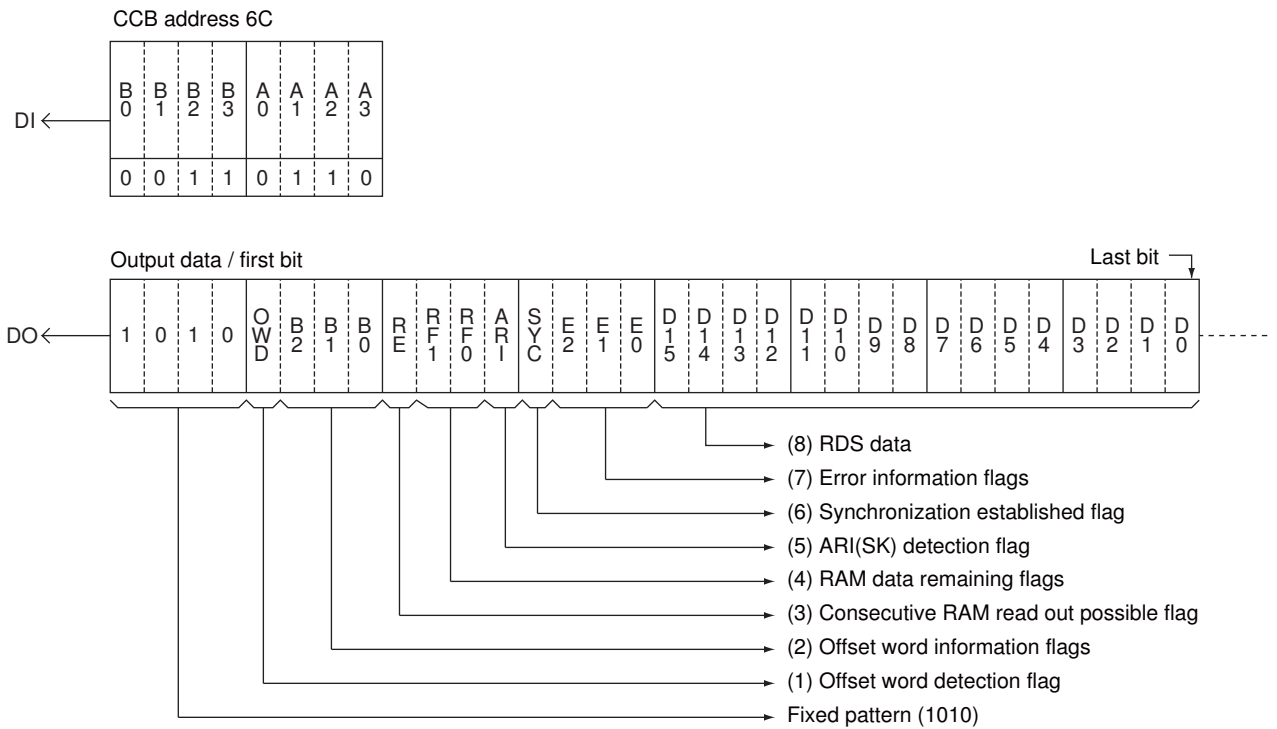 CCB address 6C
B0 B1 B2 B3 A0 A1 A2 A3
DI
0 0 1 1 0 1 1 0
Output data / first bit
Last bit
DO
1 0 1 0 OWD B2 B1 B0 RE RF1 RF0 ARI SYC E2 E1 E0 D15 D14 D13 D12 D11 D10 D9 D8 D7 D6 D5 D4 D3 D2 D1 D0
(8) RDS data
(7) Error information flags
(6) Synchronization established flag
(5) ARI(SK) detection flag
(4) RAM data remaining flags
(3) Consecutive RAM read out possible flag
(2) Offset word information flags
(1) Offset word detection flag
Fixed pattern (1010)